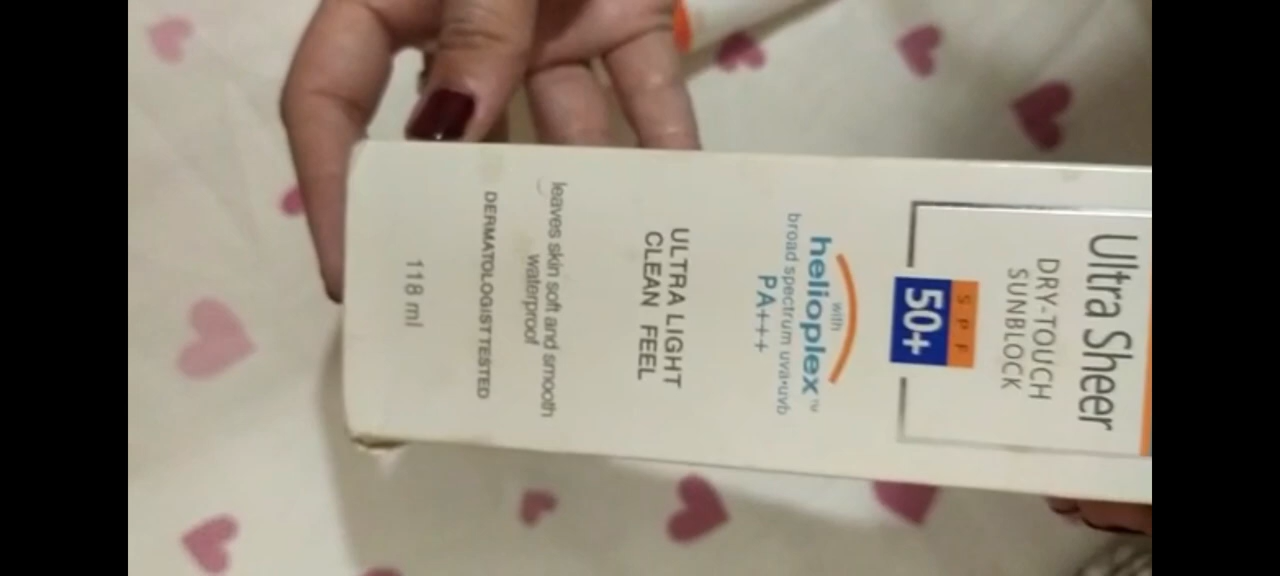 Ultra Sheer
DRY-TOUCH
SUNBLOCK
SPF
50+
with
helioplex™
broad spectrum uva•uvb
PA+++
ULTRA LIGHT
CLEAN FEEL
leaves skin soft and smooth
waterproof
DERMATOLOGIST TESTED
118 ml